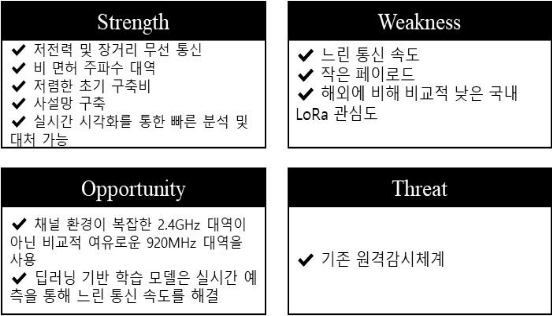 Strength
✔ 저전력 및 장거리 무선 통신
✔ 비 면허 주파수 대역
✔ 저렴한 초기 구축비
✔ 사설망 구축
✔ 실시간 시각화를 통한 빠른 분석 및
대처 가능
Weakness
✔ 느린 통신 속도
✔ 작은 페이로드
✔ 해외에 비해 비교적 낮은 국내
LoRa 관심도
Opportunity
✔ 채널 환경이 복잡한 2.4GHz 대역이
아닌 비교적 여유로운 920MHz 대역을
사용
✔ 딥러닝 기반 학습 모델은 실시간 예
측을 통해 느린 통신 속도를 해결
Threat
✔ 기존 원격감시체계